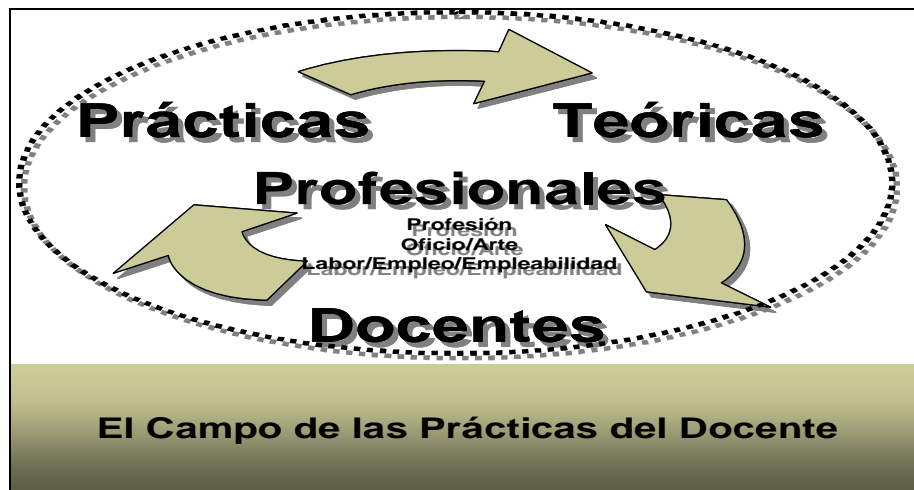 Prácticas Teóricas
Profesionales
Profesión
Oficio/Arte
Labor/Empleo/Empleabilidad
Docentes
El Campo de las Prácticas del Docente